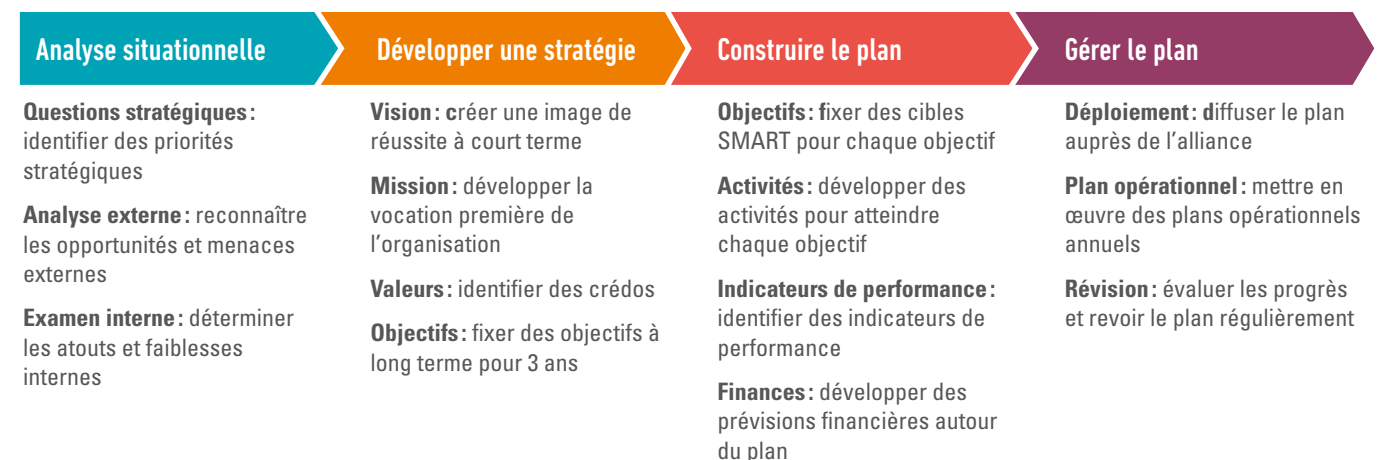 Analyse situationnelle
Développer une stratégie
Construire le plan
Gérer le plan
Questions stratégiques :
identifier des priorités
stratégiques
Analyse externe : reconnaître
les opportunités et menaces
externes
Examen interne : déterminer
les atouts et faiblesses
internes
Vision : créer une image de
réussite à court terme
Mission : développer la
vocation première de
l’organisation
Valeurs : identifier des crédos
Objectifs : fixer des objectifs à
long terme pour 3 ans
Objectifs : fixer des cibles
SMART pour chaque objectif
Activités : développer des
activités pour atteindre
chaque objectif
Indicateurs de performance :
identifier des indicateurs de
performance
Finances : développer des
prévisions financières autour
du plan
Déploiement : diffuser le plan
auprès de l’alliance
Plan opérationnel : mettre en
œuvre des plans opérationnels
annuels
Révision : évaluer les progrès
et revoir le plan régulièrement